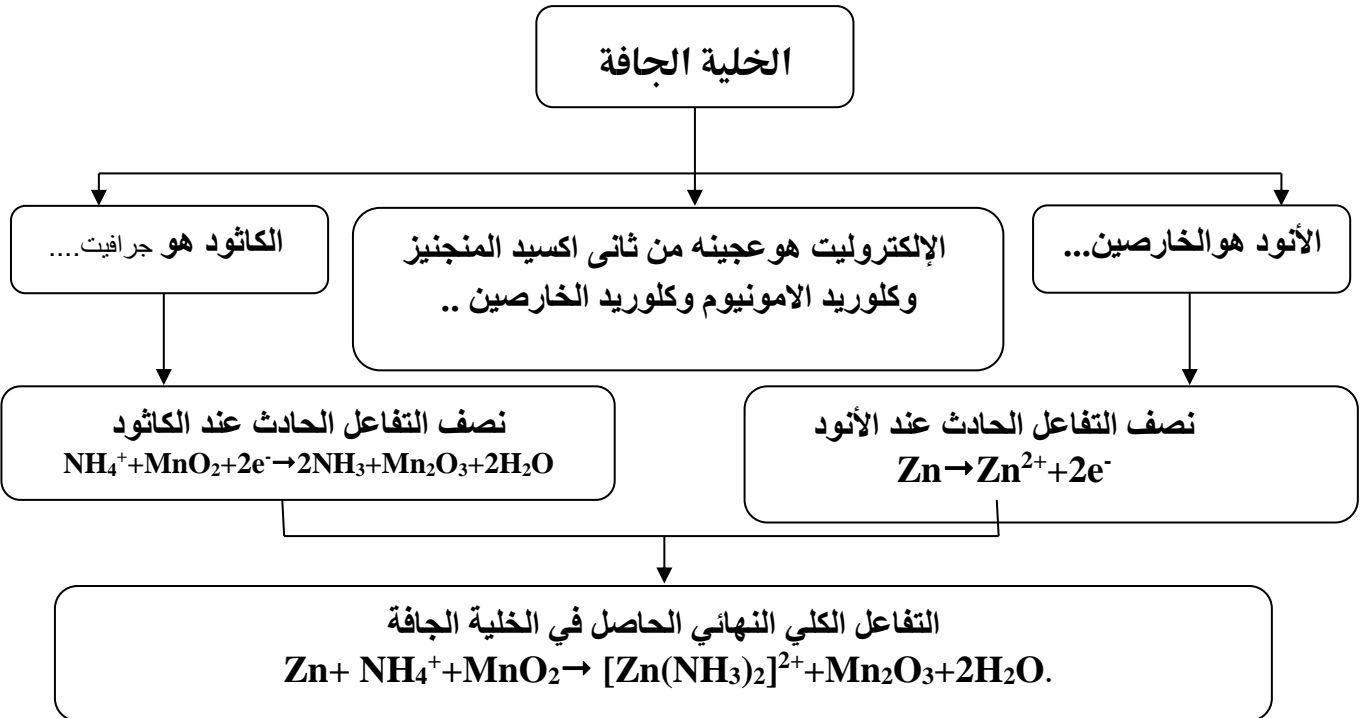 الخلية الجافة
الأنود هوالخارصين...
الإلكتروليت هوعجينه من ثانى اكسيد المنجنيز
وكلوريد الامونيوم وكلوريد الخارصين ..
الكاثود هو جرافيت....
نصف التفاعل الحادث عند الأنود
Zn→Zn²⁺+2e⁻
نصف التفاعل الحادث عند الكاثود
NH₄⁺+MnO₂+2e⁻→2NH₃+Mn₂O₃+2H₂O
التفاعل الكلي النهائي الحاصل في الخلية الجافة
Zn+ NH₄⁺+MnO₂→ [Zn(NH₃)₂]²⁺+Mn₂O₃+2H₂O.